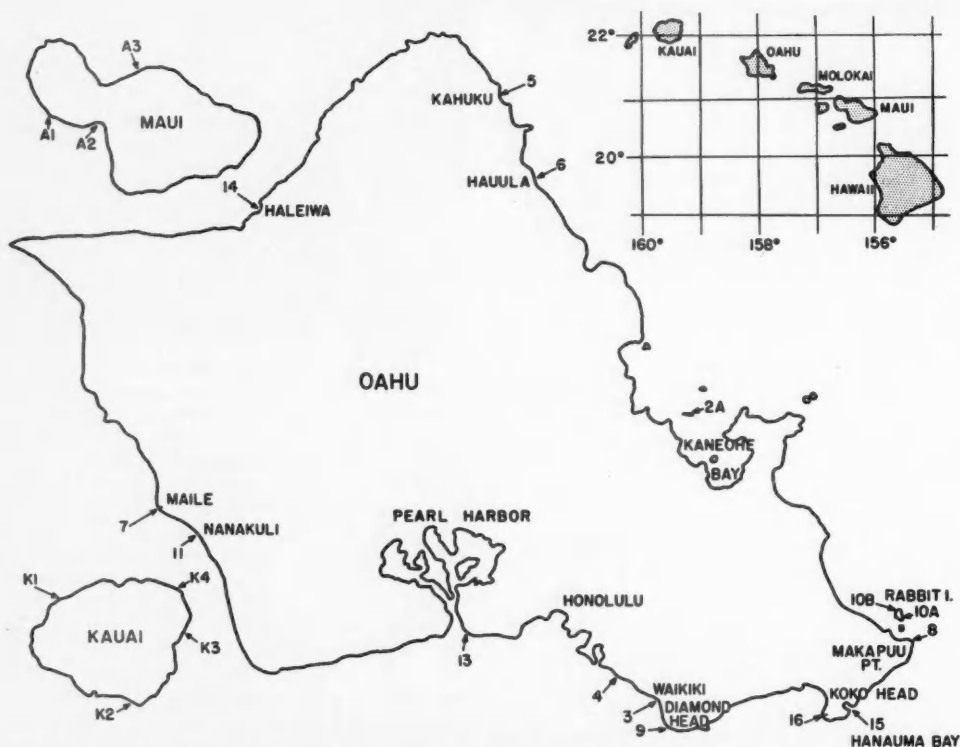 A3
MAUI
A1
A2
14
HALEIWA
KAHUKU
5
HAUULA
6
22°
20°
KAUAI
OAHU
MOLOKAI
MAUI
HAWAII
160°
158°
156°
OAHU
2A
KANEOHE
BAY
MAILE
7
NANAKULI
11
PEARL HARBOR
13
HONOLULU
4
WAIKIKI
3
DIAMOND
HEAD
9
10B
RABBIT I.
10A
8
MAKAPUU
PT.
KOKO HEAD
16
15
HANAUMA BAY
K1
K4
KAUAI
K3
K2